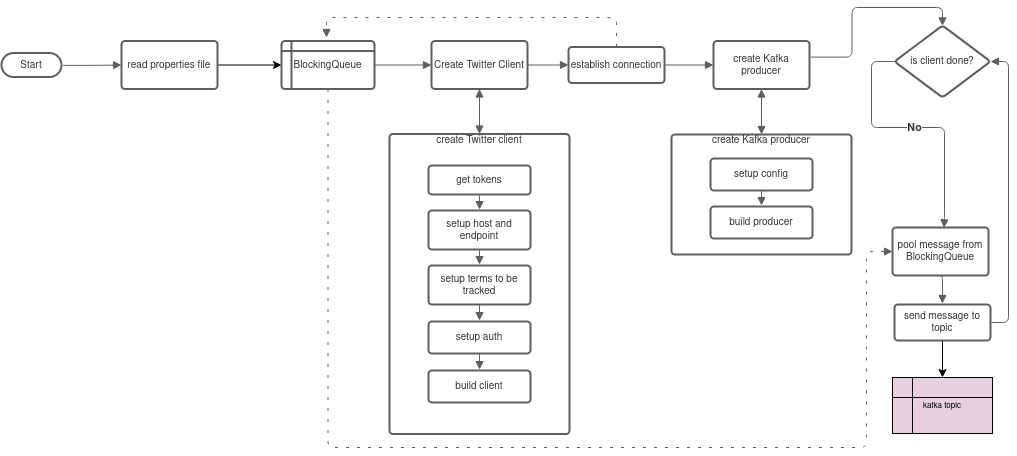 Start
read properties file
BlockingQueue
Create Twitter Client
establish connection
create Kafka
producer
is client done?
No
create Twitter client
get tokens
setup host and
endpoint
setup terms to be
tracked
setup auth
build client
create Kafka producer
setup config
build producer
pool message from
BlockingQueue
send message to
topic
kafka topic